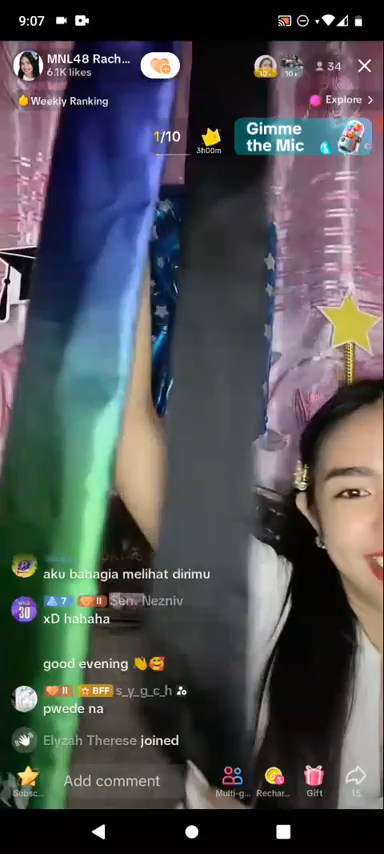 9:07
MNL48 Rach...
6.1K likes
34
Weekly Ranking
Explore >
1/10
3h00m
Gimme
the Mic
aku bahagia melihat dirimu
7 II Sen. Nezniv
xD hahaha
good evening 👋🥰
II BFF s_y_g_c_h
pwede na
Elyzah Therese joined
Subsc...
Add comment
Multi-g...
Rechar...
Gift
15